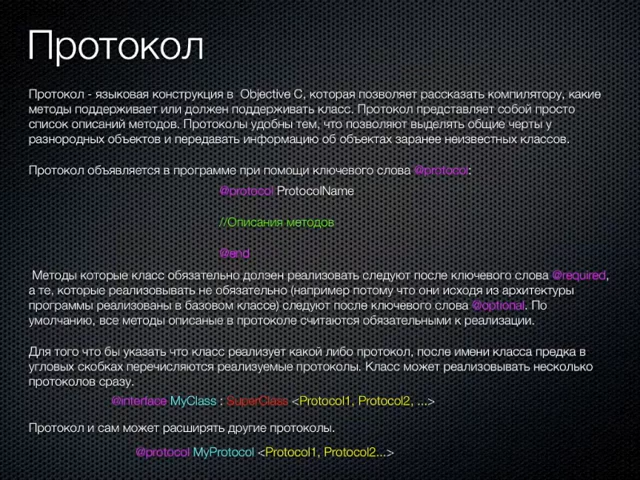 Протокол
Протокол - языковая конструкция в  Objective C, которая позволяет рассказать компилятору, какие
методы поддерживает или должен поддерживать класс. Протокол представляет собой просто
список описаний методов. Протоколы удобны тем, что позволяют выделять общие черты у
разнородных объектов и передавать информацию об объектах заранее неизвестных классов.
Протокол объявляется в программе при помощи ключевого слова @protocol:
@protocol ProtocolName
//Описания методов
@end
Методы которые класс обязательно должен реализовать следуют после ключевого слова @required,
а те, которые реализовывать не обязательно (например потому что они исходя из архитектуры
программы реализованы в базовом классе) следуют после ключевого слова @optional. По
умолчанию, все методы описаные в протоколе считаются обязательными к реализации.
Для того что бы указать что класс реализует какой либо протокол, после имени класса предка в
угловых скобках перечисляются реализуемые протоколы. Класс может реализовывать несколько
протоколов сразу.
@interface MyClass : SuperClass <Protocol1, Protocol2, ...>
Протокол и сам может расширять другие протоколы.
@protocol MyProtocol <Protocol1, Protocol2...>